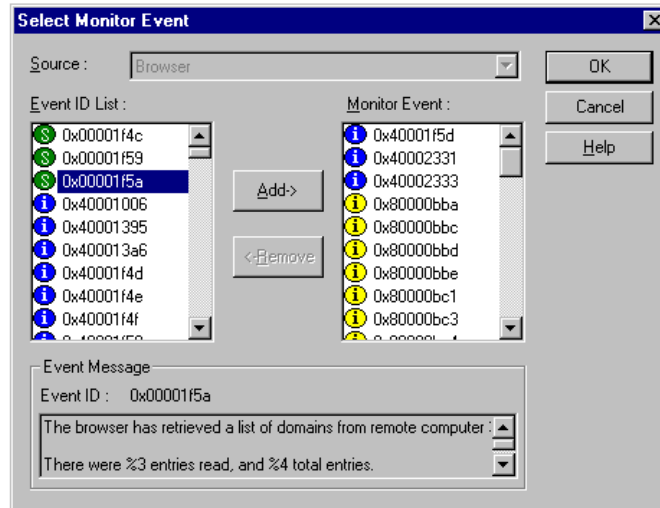 Select Monitor Event
Source :
Browser
OK
Cancel
Help
Event ID List :
0x00001f4c
0x00001f59
0x00001f5a
0x40001006
0x40001395
0x400013a6
0x40001f4d
0x40001f4e
0x40001f4f
Add->
<-Remove
Monitor Event :
0x40001f5d
0x40002331
0x40002333
0x80000bba
0x80000bbc
0x80000bbd
0x80000bbe
0x80000bc1
0x80000bc3
Event Message
Event ID : 0x00001f5a
The browser has retrieved a list of domains from remote computer
There were %3 entries read, and %4 total entries.